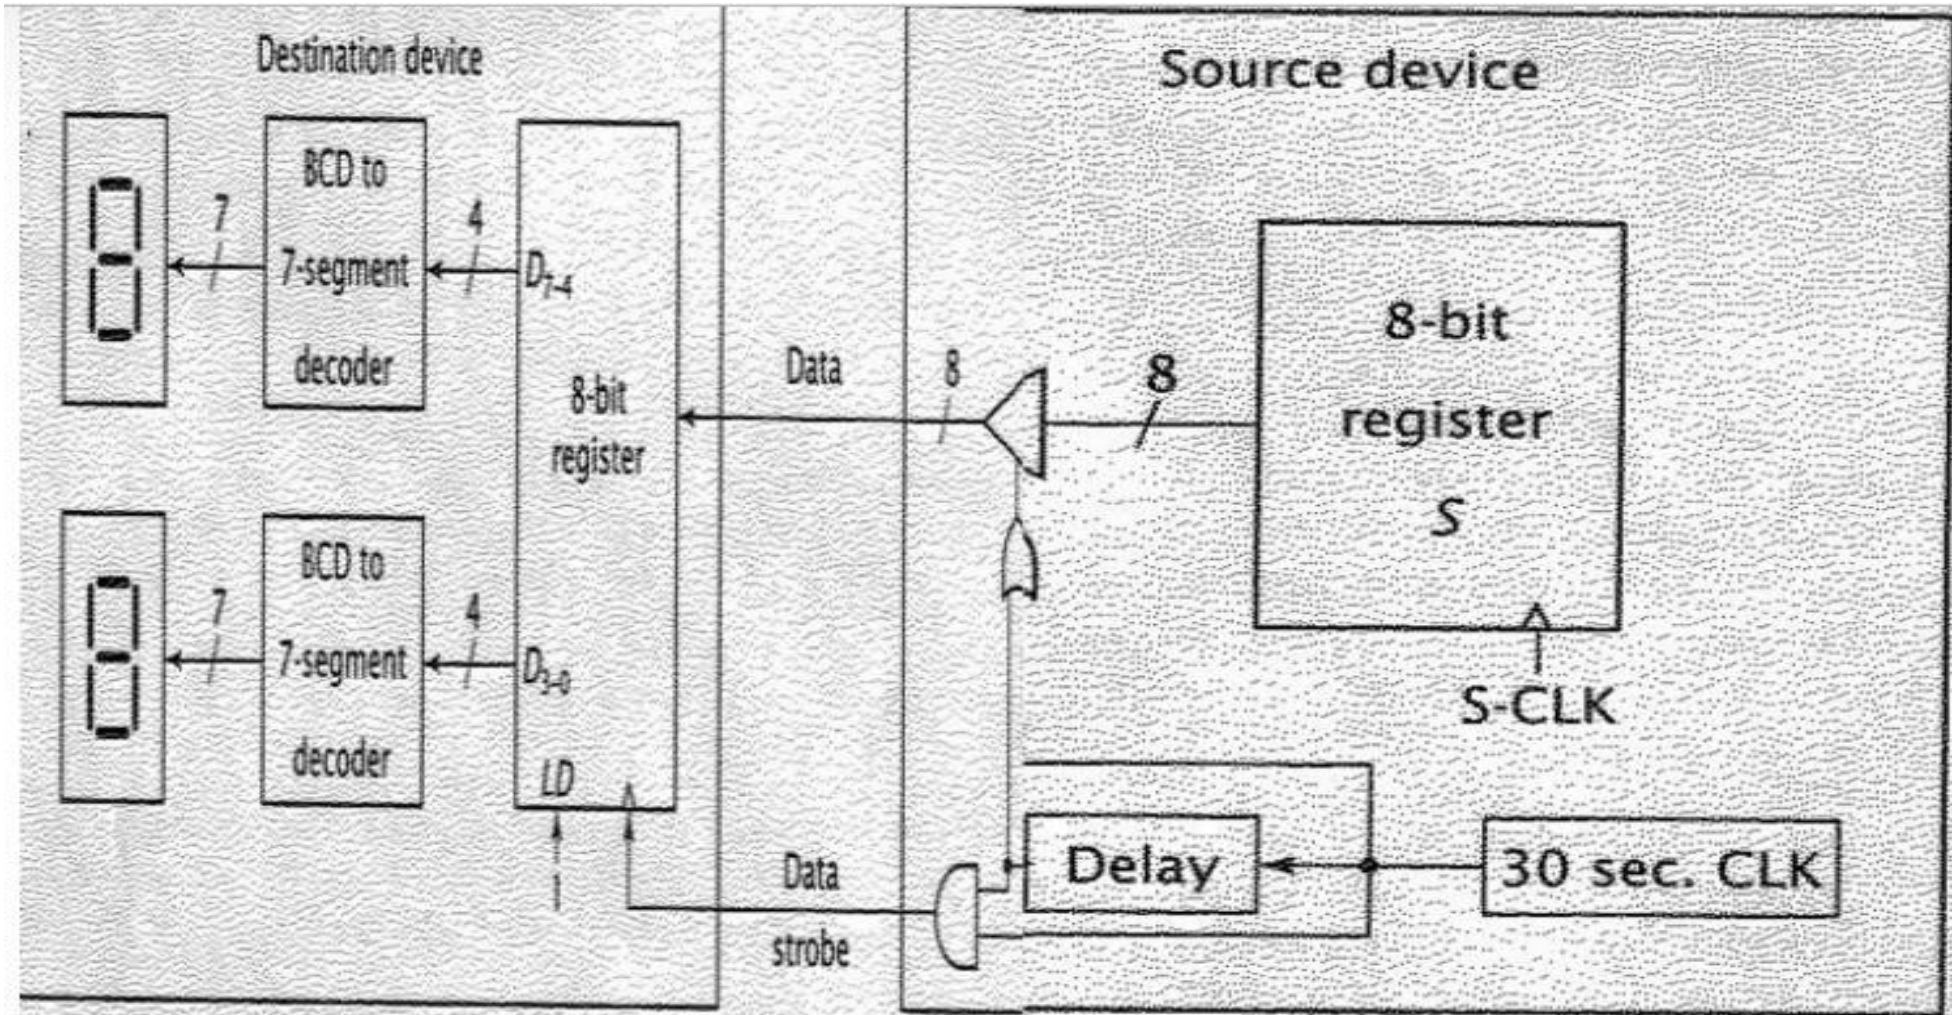 Destination device
Source device
BCD to
7-segment
decoder
7
4
D7-4
8-bit
register
Data
8
8
8-bit
register
S
S-CLK
BCD to
7-segment
decoder
7
4
D3-0
LD
1
Data
strobe
Delay
30 sec. CLK